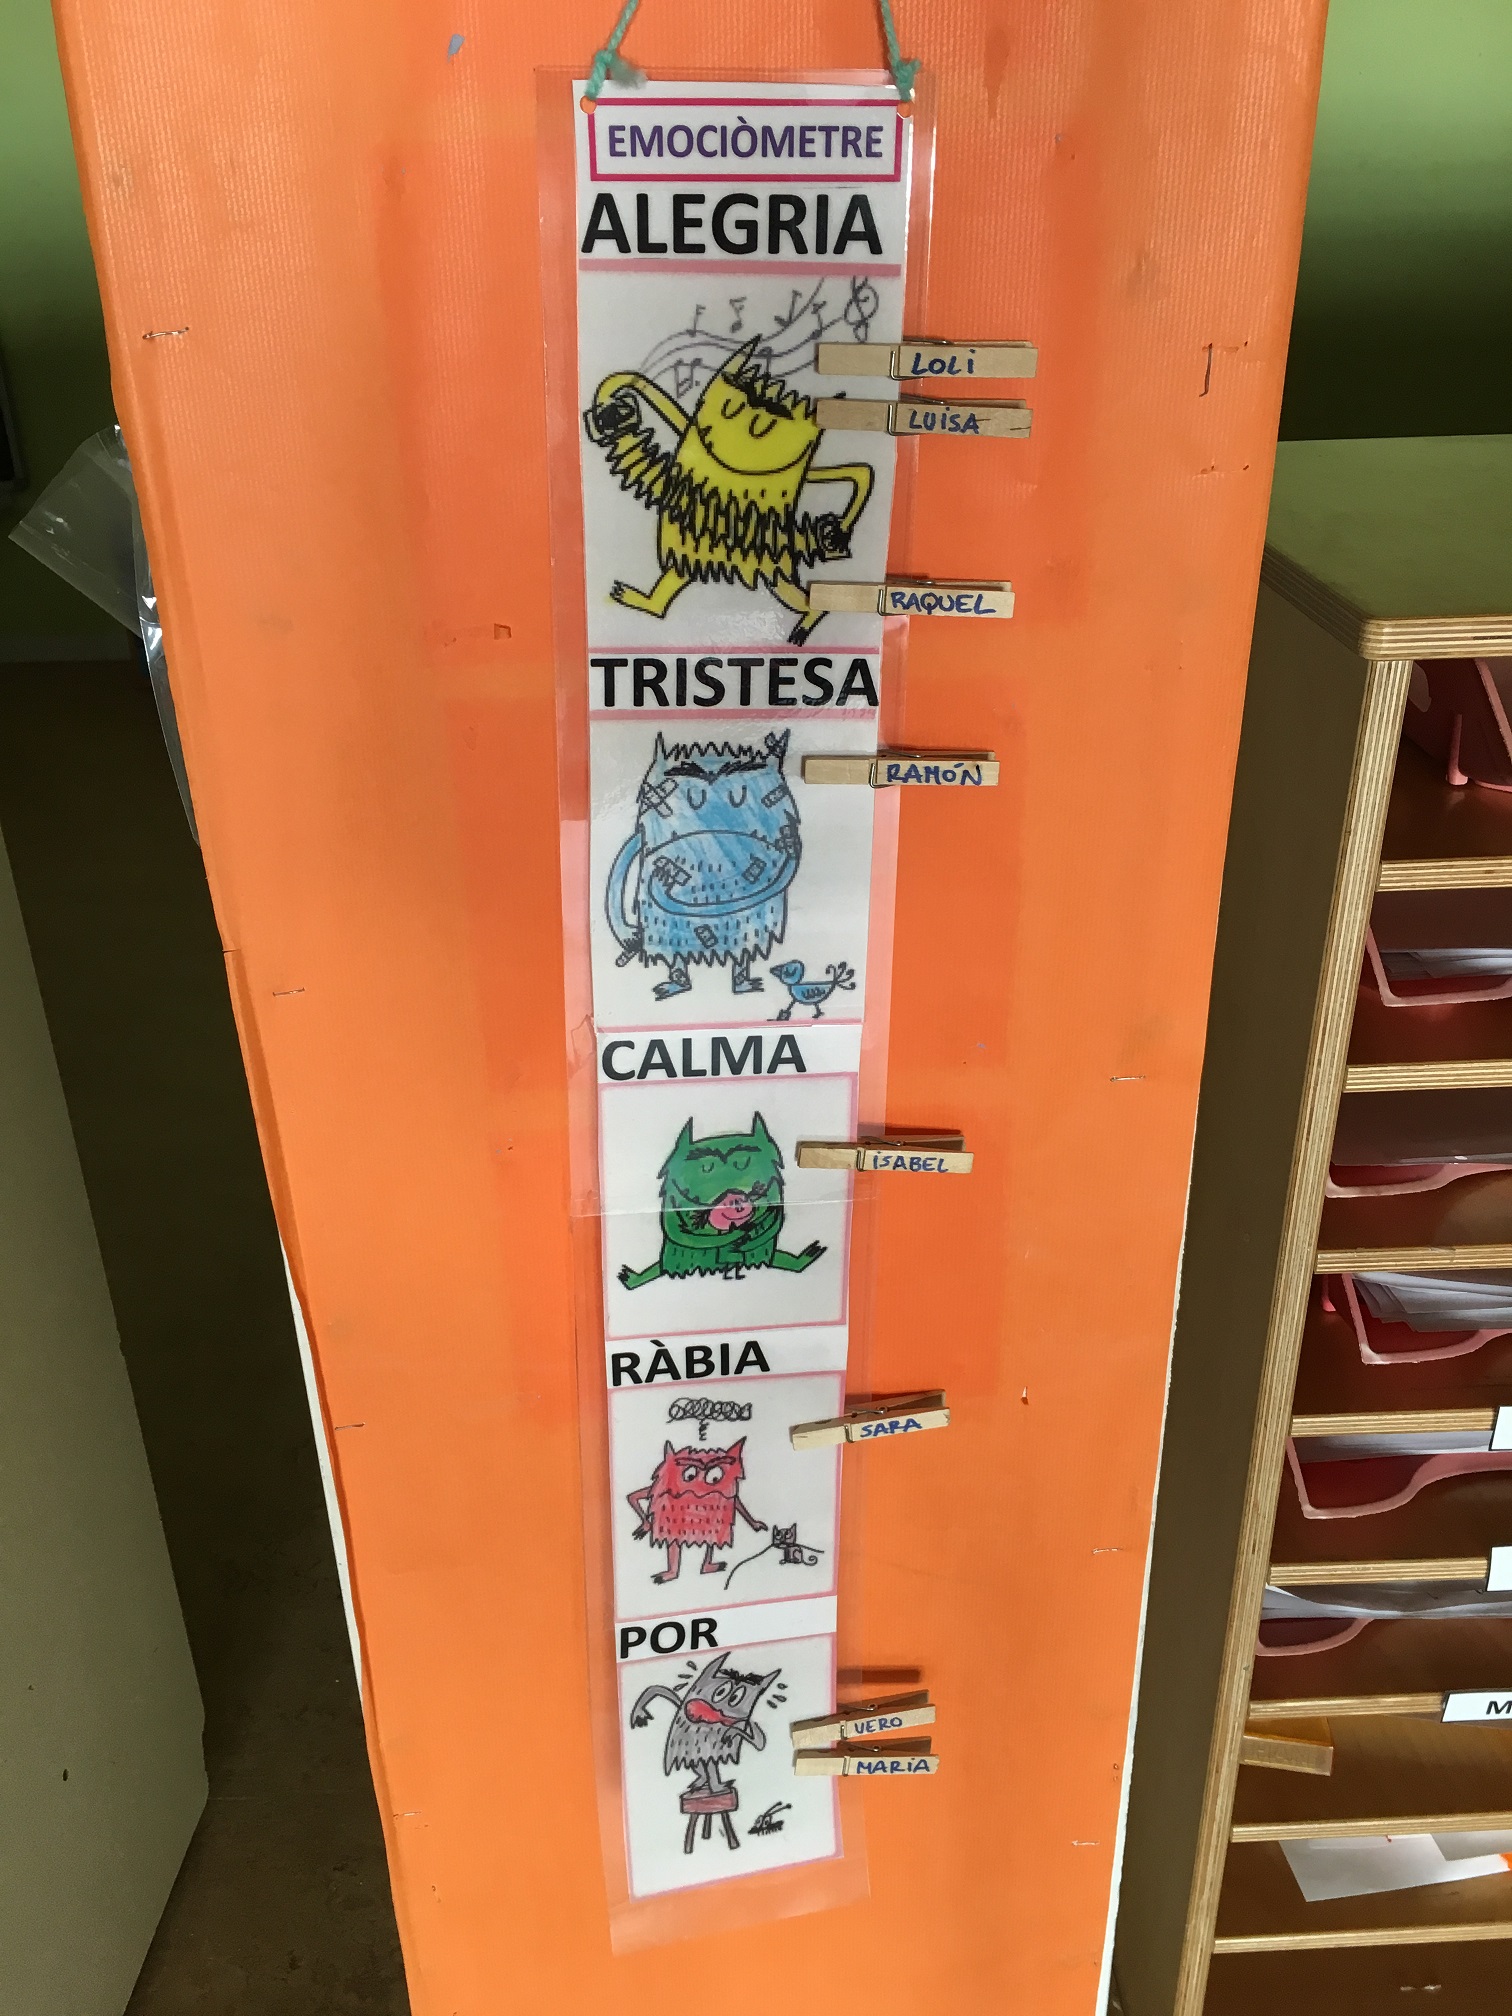 EMOCIÒMETRE
ALEGRIA
LOLI
LUISA
RAQUEL
TRISTESA
RAMÓN
CALMA
ISABEL
RÀBIA
SARA
POR
VERO
MARIA
M